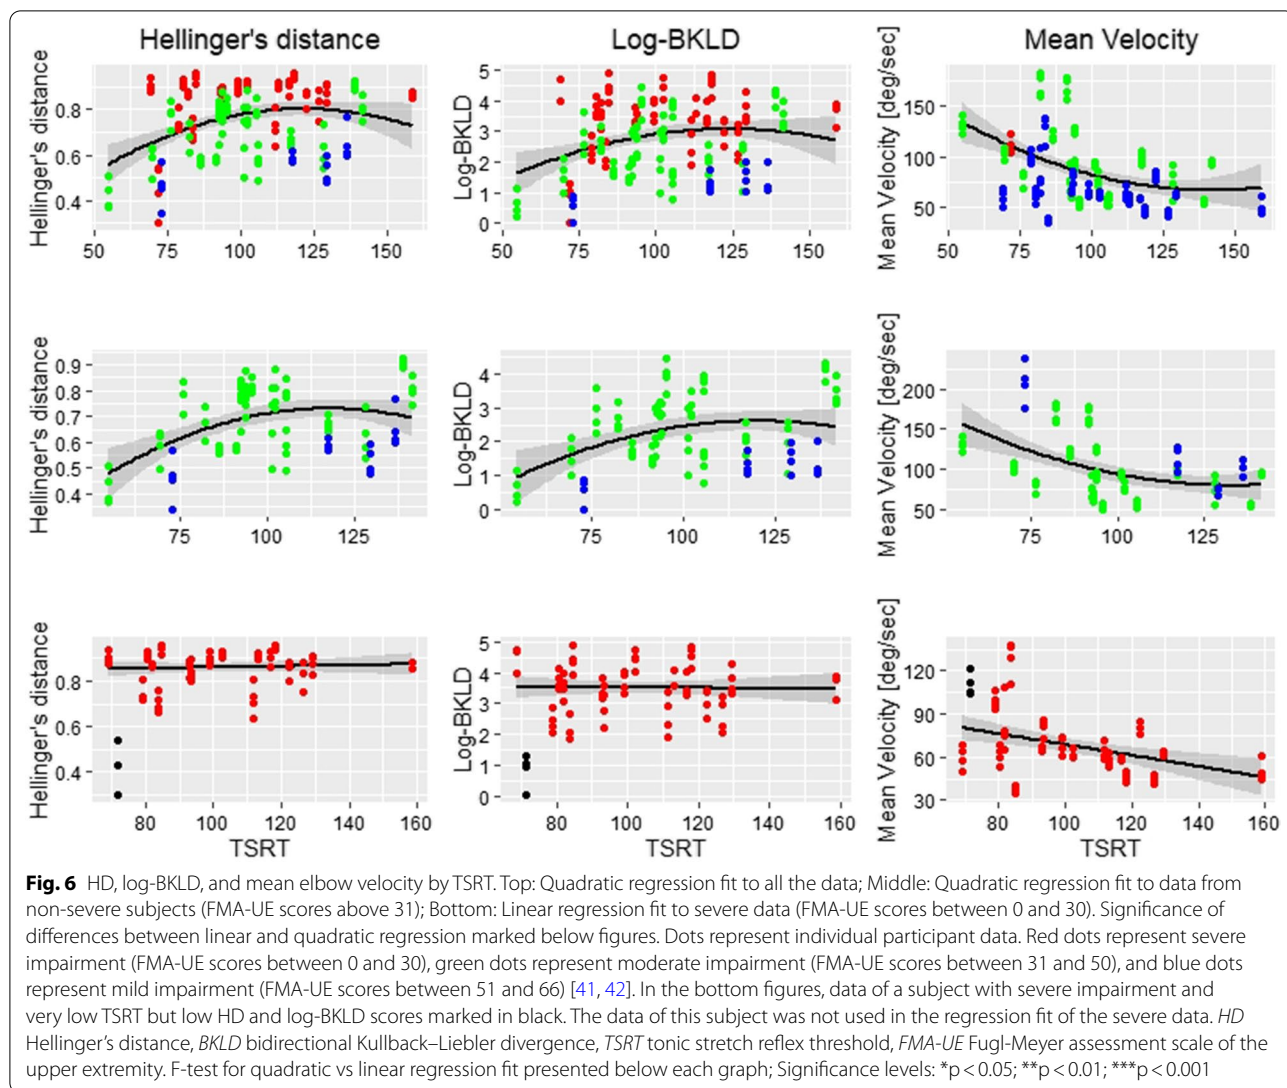 Hellinger's distance Log-BKLD Mean Velocity
Hellinger's distance
0.8
0.6
0.4
50 75 100 125 150
Log-BKLD
5
4
3
2
1
0
50 75 100 125 150
Mean Velocity [deg/sec]
150
100
50
50 75 100 125 150
Hellinger's distance
0.9
0.8
0.7
0.6
0.5
0.4
75 100 125
Log-BKLD
4
3
2
1
0
75 100 125
Mean Velocity [deg/sec]
200
150
100
50
75 100 125
Hellinger's distance
0.8
0.6
0.4
80 100 120 140 160
TSRT
Log-BKLD
5
4
3
2
1
0
80 100 120 140 160
TSRT
Mean Velocity [deg/sec]
120
90
60
30
80 100 120 140 160
TSRT
Fig. 6 HD, log-BKLD, and mean elbow velocity by TSRT. Top: Quadratic regression fit to all the data; Middle: Quadratic regression fit to data from
non-severe subjects (FMA-UE scores above 31); Bottom: Linear regression fit to severe data (FMA-UE scores between 0 and 30). Significance of
differences between linear and quadratic regression marked below figures. Dots represent individual participant data. Red dots represent severe
impairment (FMA-UE scores between 0 and 30), green dots represent moderate impairment (FMA-UE scores between 31 and 50), and blue dots
represent mild impairment (FMA-UE scores between 51 and 66) [41, 42]. In the bottom figures, data of a subject with severe impairment and
very low TSRT but low HD and log-BKLD scores marked in black. The data of this subject was not used in the regression fit of the severe data. HD
Hellinger's distance, BKLD bidirectional Kullback–Liebler divergence, TSRT tonic stretch reflex threshold, FMA-UE Fugl-Meyer assessment scale of the
upper extremity. F-test for quadratic vs linear regression fit presented below each graph; Significance levels: *p < 0.05; **p < 0.01; ***p < 0.001